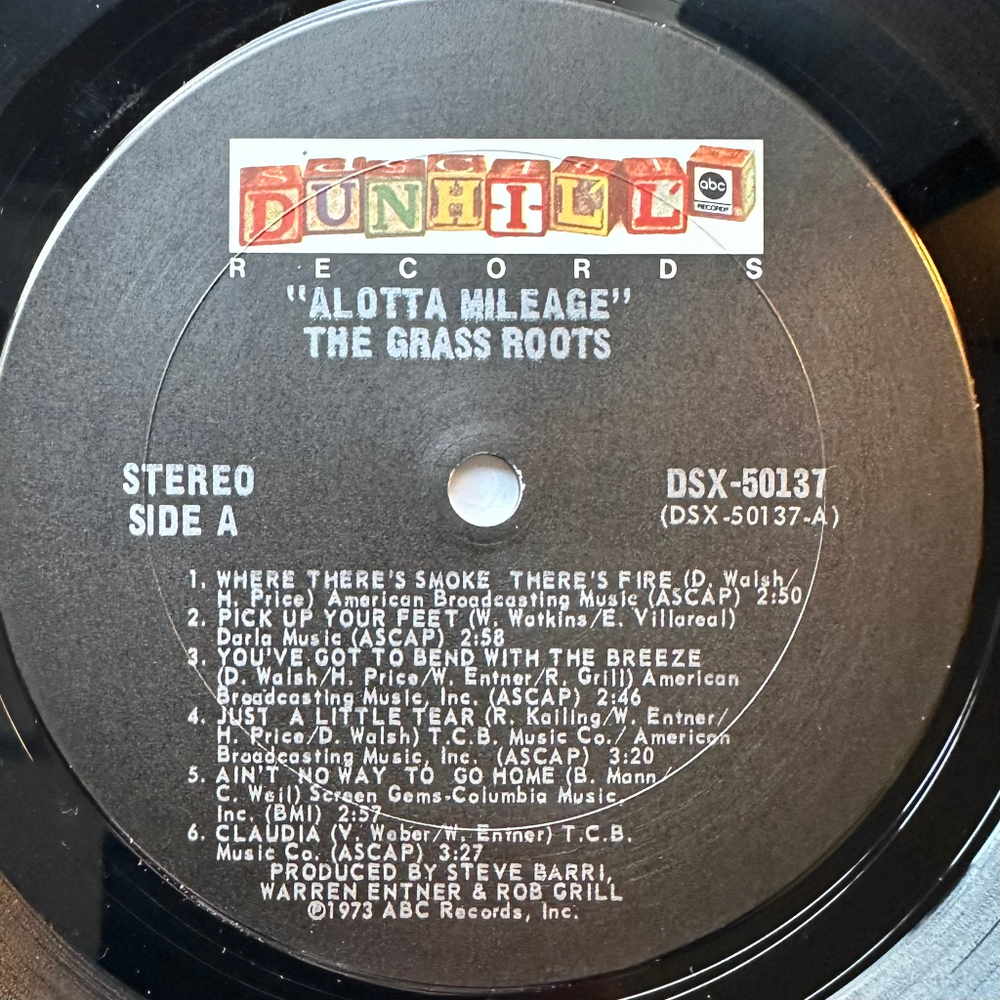 DUNHILL
abc
RECORDS
RECORDS
"ALOTTA MILEAGE"
THE GRASS ROOTS
STEREO
SIDE A
DSX-50137
(DSX-50137-A)
1. WHERE THERE'S SMOKE THERE'S FIRE (D. Walsh/
H. Price) American Broadcasting Music (ASCAP) 2:50
2. PICK UP YOUR FEET (W. Watkins/E. Villareal)
Darla Music (ASCAP) 2:58
3. YOU'VE GOT TO BEND WITH THE BREEZE
(D. Walsh/H. Price/W. Entner/R. Grill) American
Broadcasting Music, Inc. (ASCAP) 2:46
4. JUST A LITTLE TEAR (R. Kailing/W. Entner/
H. Price/D. Walsh) T.C.B. Music Co./ American
Broadcasting Music, Inc. (ASCAP) 3:20
5. AIN'T NO WAY TO GO HOME (B. Mann/
C. Weil) Screen Gems-Columbia Music,
Inc. (BMI) 2:57
6. CLAUDIA (V. Weber/W. Entner) T.C.B.
Music Co. (ASCAP) 3:27
PRODUCED BY STEVE BARRI,
WARREN ENTNER & ROB GRILL
℗1973 ABC Records, Inc.